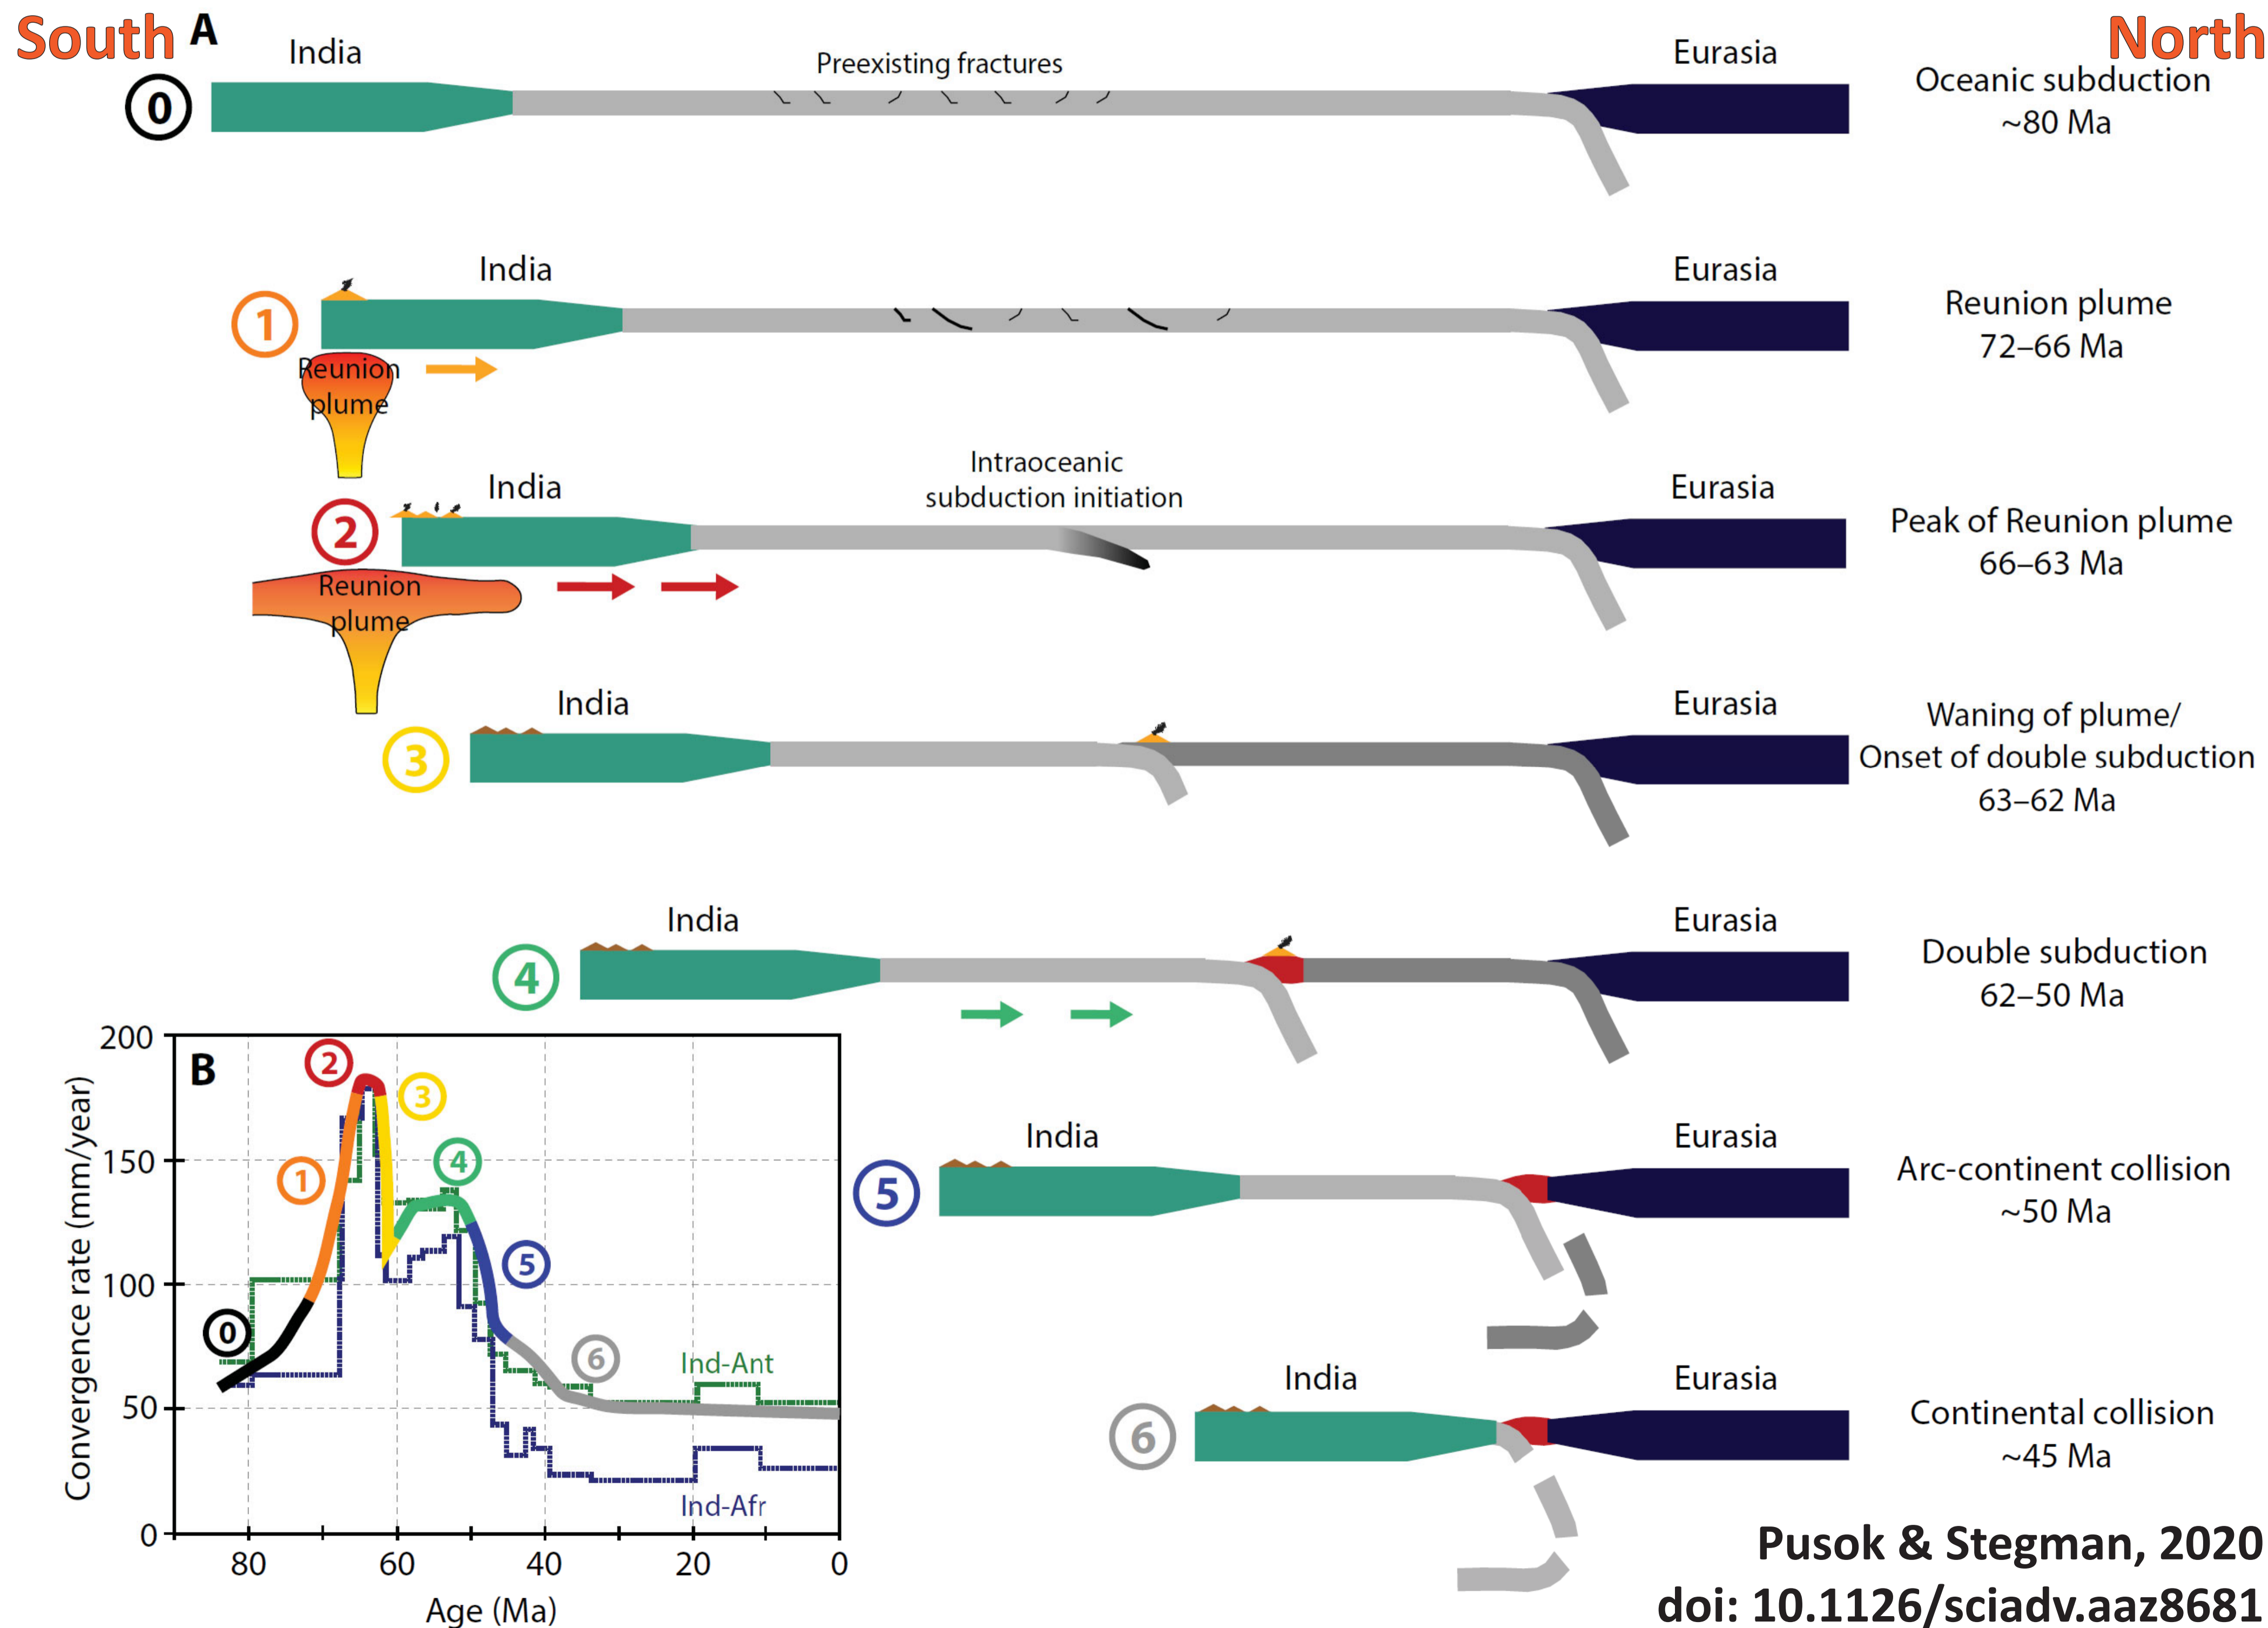 South
A
North
India
Preexisting fractures
Eurasia
0
Oceanic subduction
~80 Ma
India
Eurasia
1
Reunion
plume
Reunion plume
72–66 Ma
India
Intraoceanic
subduction initiation
Eurasia
2
Reunion
plume
Peak of Reunion plume
66–63 Ma
India
Eurasia
3
Waning of plume/
Onset of double subduction
63–62 Ma
India
Eurasia
4
Double subduction
62–50 Ma
India
Eurasia
5
Arc-continent collision
~50 Ma
India
Eurasia
6
Continental collision
~45 Ma
B
Convergence rate (mm/year)
200
150
100
50
0
0
1
2
3
4
5
6
Ind-Ant
Ind-Afr
80
60
40
20
0
Age (Ma)
Pusok & Stegman, 2020
doi: 10.1126/sciadv.aaz8681